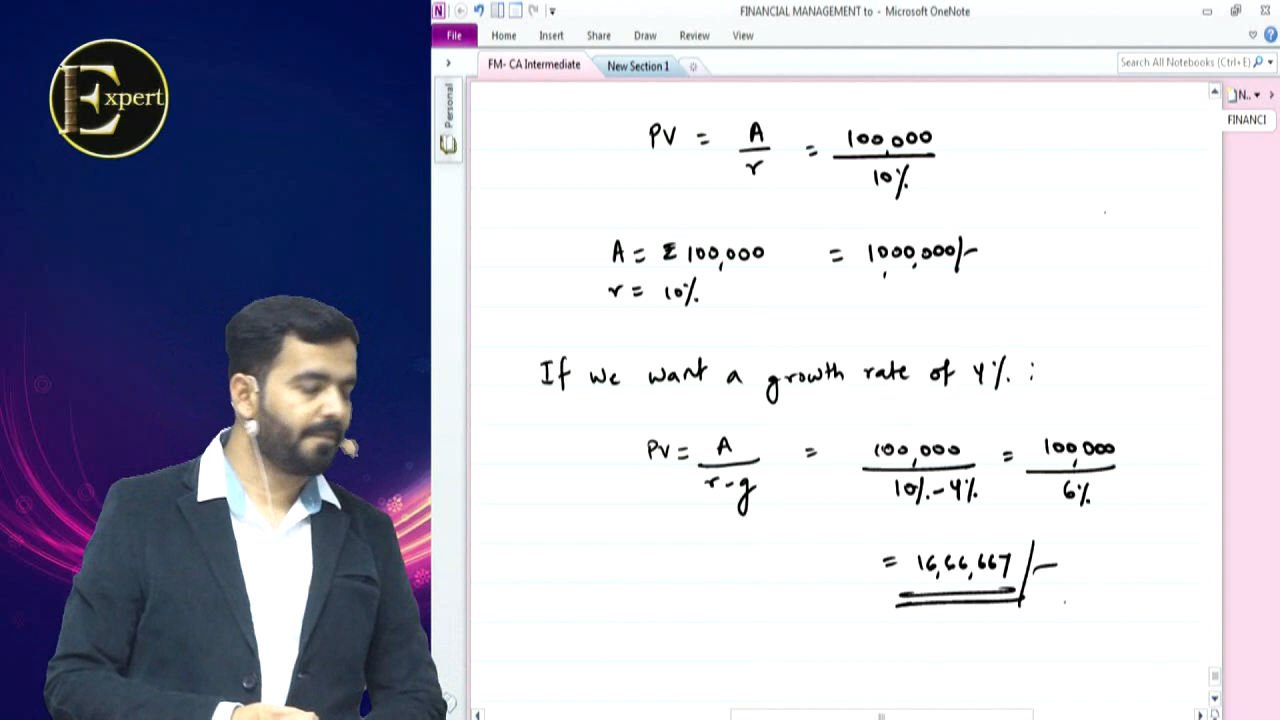 Expert
FINANCIAL MANAGEMENT to - Microsoft OneNote
File Home Insert Share Draw Review View
FM- CA Intermediate New Section 1
Search All Notebooks (Ctrl+E)
N..
FINANCI
Personal
PV = A/r = 100,000/10%
A = Σ 100,000 = 1,000,000/-
r = 10%
If we want a growth rate of 4%. :
PV = A/r-g = 100,000/10%-4% = 100,000/6%
= 16,66,667/-